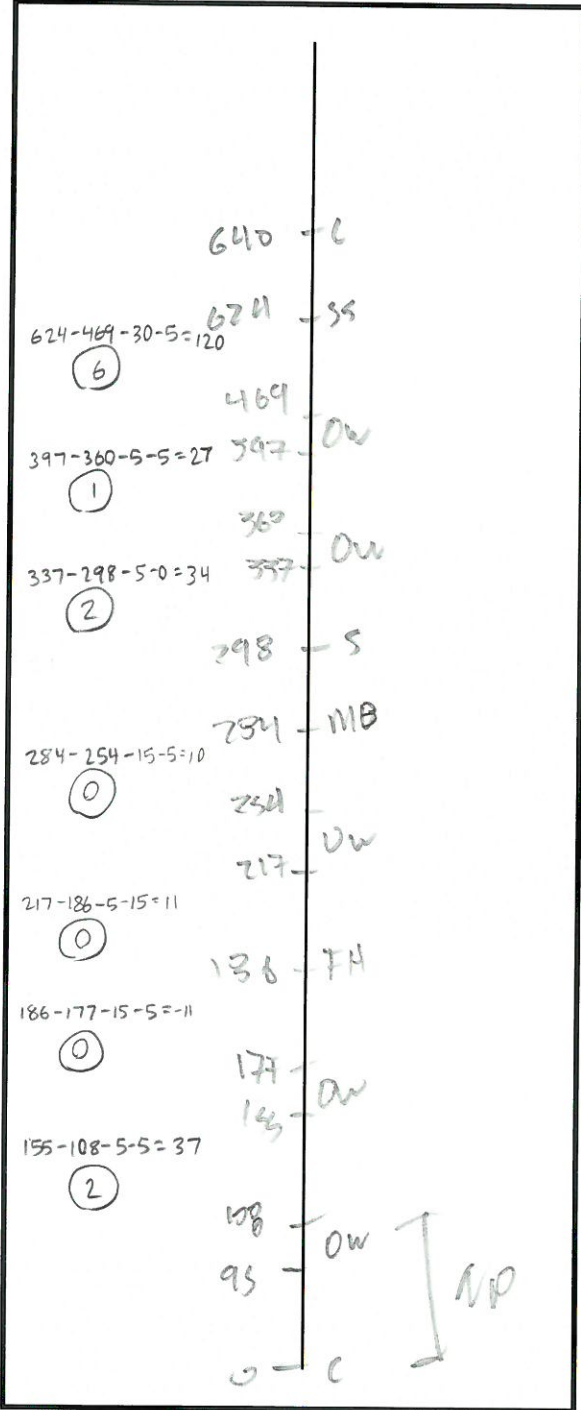 640 C
624 SS
624-469-30-5=120
6
469
OW
397
397-360-5-5=27
1
360
OW
337
337-298-5-0=34
2
298 S
284 MB
284-254-15-5=10
0
254
OW
217
217-186-5-15=11
0
186 FH
186-177-15-5=-11
0
177
OW
155
155-108-5-5=37
2
108
OW
95
NP
0 C